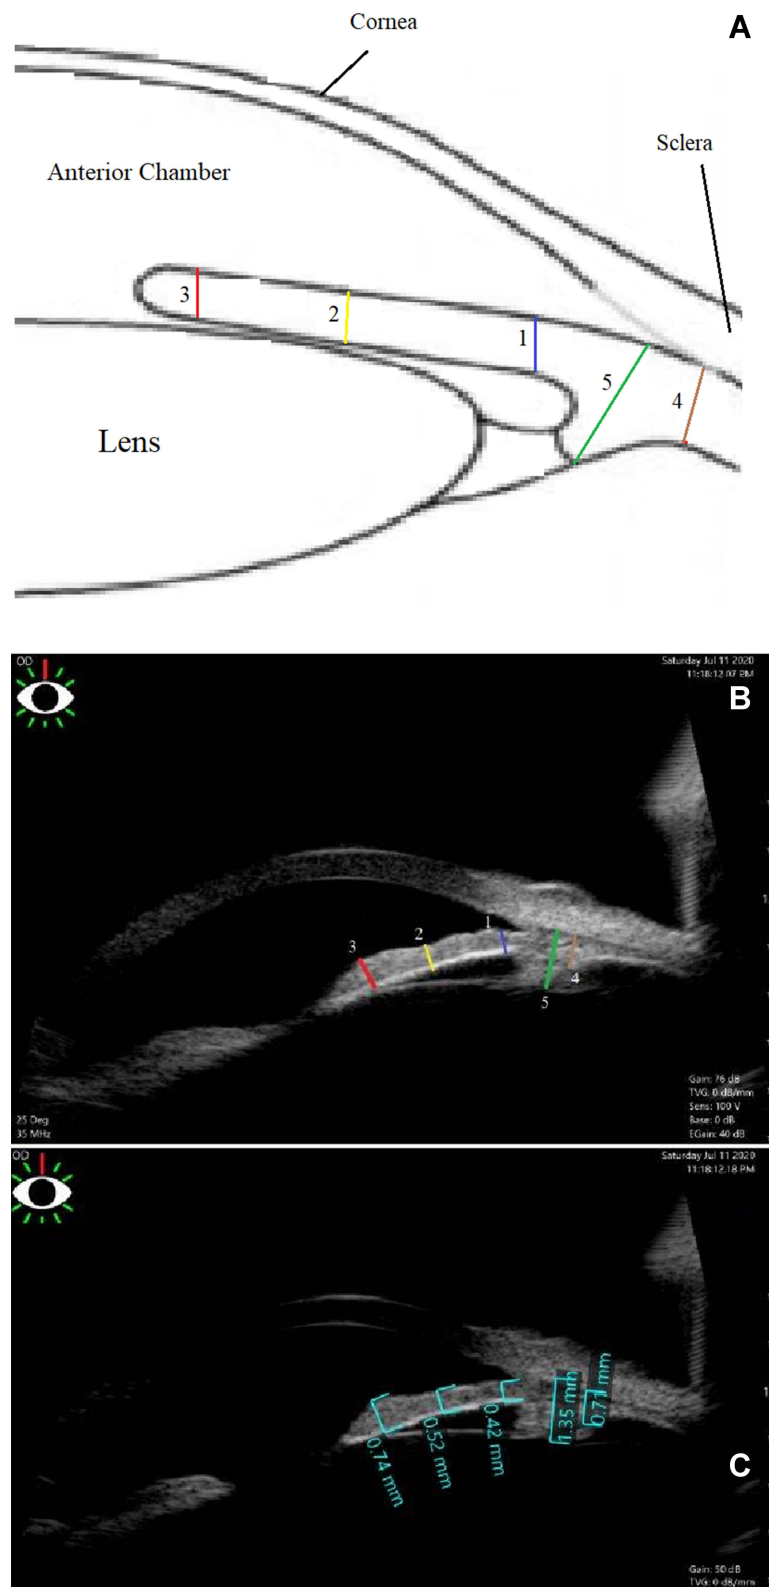 A
Cornea
Sclera
Anterior Chamber
3
2
1
5
4
Lens
OD
Saturday Jul 11 2020
11:18:12.07 PM
B
1
2
3
4
5
1
Gain: 76 dB
TVG: 0 dB/mm
Sens: 100 V
Base: 0 dB
EGain: 40 dB
25 Deg
35 MHz
OD
Saturday Jul 11 2020
11:18:12.18 PM
1
0.74 mm
0.52 mm
0.42 mm
1.35 mm
0.71 mm
C
Gain: 50 dB
TVG: 0 dB/mm